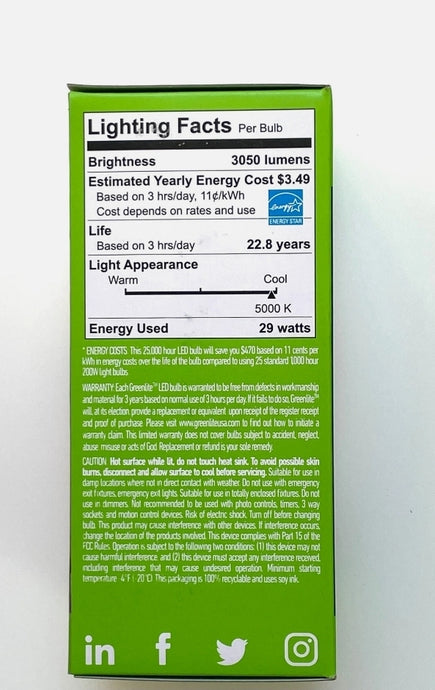 Lighting Facts Per Bulb
Brightness 3050 lumens
Estimated Yearly Energy Cost $3.49
Based on 3 hrs/day, 11¢/kWh
Cost depends on rates and use
energy
ENERGY STAR
Life
Based on 3 hrs/day 22.8 years
Light Appearance
Warm Cool
5000 K
Energy Used 29 watts
* ENERGY COSTS: This 25,000 hour LED bulb will save you $470 based on 11 cents per
kWh in energy costs over the life of the bulb compared to using 25 standard 1,000 hour
200W light bulbs
WARRANTY: Each Greenlite™ LED bulb is warranted to be free from defects in workmanship
and material for 3 years based on normal use of 3 hours per day. If it fails to do so, Greenlite™
will, at its election, provide a replacement or equivalent upon receipt of the register receipt
and proof of purchase. Please visit www.greenliteusa.com to find out how to initiate a
warranty claim. This limited warranty does not cover bulbs subject to accident, neglect,
abuse misuse or acts of God. Replacement or refund is your sole remedy.
CAUTION: Hot surface while lit, do not touch heat sink. To avoid possible skin
burns, disconnect and allow surface to cool before servicing. Suitable for use in
damp locations where not in direct contact with weather. Do not use with emergency
exit fixtures, emergency exit lights. Suitable for use in totally enclosed fixtures. Do not
use in dimmers. Not recommended to be used with photo controls, timers, 3 way
sockets and motion control devices. Risk of electric shock. Turn off before changing
bulb. This product may cause interference with other devices. If interference occurs,
change the location of the products involved. This device complies with Part 15 of the
FCC Rules. Operation is subject to the following two conditions: (1) this device may not
cause harmful interference and (2) this device must accept any interference received,
including interference that may cause undesired operation. Minimum starting
temperature -4°F (-20°C). This packaging is 100% recyclable and uses soy ink.
in f